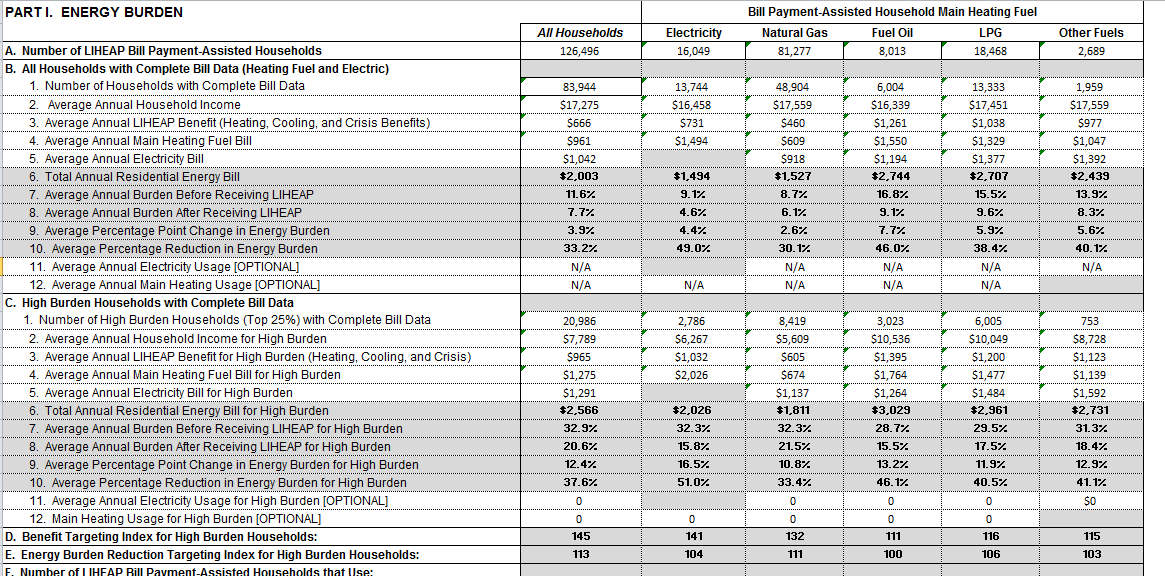 PART I. ENERGY BURDEN Bill Payment-Assisted Household Main Heating Fuel
All Households Electricity Natural Gas Fuel Oil LPG Other Fuels
A. Number of LIHEAP Bill Payment-Assisted Households 126,496 16,049 81,277 8,013 18,468 2,689
B. All Households with Complete Bill Data (Heating Fuel and Electric)
1. Number of Households with Complete Bill Data 83,944 13,744 48,904 6,004 13,333 1,959
2. Average Annual Household Income $17,275 $16,458 $17,559 $16,339 $17,451 $17,559
3. Average Annual LIHEAP Benefit (Heating, Cooling, and Crisis Benefits) $666 $731 $460 $1,261 $1,038 $977
4. Average Annual Main Heating Fuel Bill $961 $1,494 $609 $1,550 $1,329 $1,047
5. Average Annual Electricity Bill $1,042 $918 $1,194 $1,377 $1,392
6. Total Annual Residential Energy Bill $2,003 $1,494 $1,527 $2,744 $2,707 $2,439
7. Average Annual Burden Before Receiving LIHEAP 11.6% 9.1% 8.7% 16.8% 15.5% 13.9%
8. Average Annual Burden After Receiving LIHEAP 7.7% 4.6% 6.1% 9.1% 9.6% 8.3%
9. Average Percentage Point Change in Energy Burden 3.9% 4.4% 2.6% 7.7% 5.9% 5.6%
10. Average Percentage Reduction in Energy Burden 33.2% 49.0% 30.1% 46.0% 38.4% 40.1%
11. Average Annual Electricity Usage [OPTIONAL] N/A N/A N/A N/A N/A
12. Average Annual Main Heating Usage [OPTIONAL] N/A N/A N/A N/A N/A
C. High Burden Households with Complete Bill Data
1. Number of High Burden Households (Top 25%) with Complete Bill Data 20,986 2,786 8,419 3,023 6,005 753
2. Average Annual Household Income for High Burden $7,789 $6,267 $5,609 $10,536 $10,049 $8,728
3. Average Annual LIHEAP Benefit for High Burden (Heating, Cooling, and Crisis) $965 $1,032 $605 $1,395 $1,200 $1,123
4. Average Annual Main Heating Fuel Bill for High Burden $1,275 $2,026 $674 $1,764 $1,477 $1,139
5. Average Annual Electricity Bill for High Burden $1,291 $1,137 $1,264 $1,484 $1,592
6. Total Annual Residential Energy Bill for High Burden $2,566 $2,026 $1,811 $3,029 $2,961 $2,731
7. Average Annual Burden Before Receiving LIHEAP for High Burden 32.9% 32.3% 32.3% 28.7% 29.5% 31.3%
8. Average Annual Burden After Receiving LIHEAP for High Burden 20.6% 15.8% 21.5% 15.5% 17.5% 18.4%
9. Average Percentage Point Change in Energy Burden for High Burden 12.4% 16.5% 10.8% 13.2% 11.9% 12.9%
10. Average Percentage Reduction in Energy Burden for High Burden 37.6% 51.0% 33.4% 46.1% 40.5% 41.1%
11. Average Annual Electricity Usage for High Burden [OPTIONAL] 0 0 0 0 $0
12. Main Heating Usage for High Burden [OPTIONAL] 0 0 0 0 0
D. Benefit Targeting Index for High Burden Households: 145 141 132 111 116 115
E. Energy Burden Reduction Targeting Index for High Burden Households: 113 104 111 100 106 103
F. Number of LIHEAP Bill Payment-Assisted Households that Use: